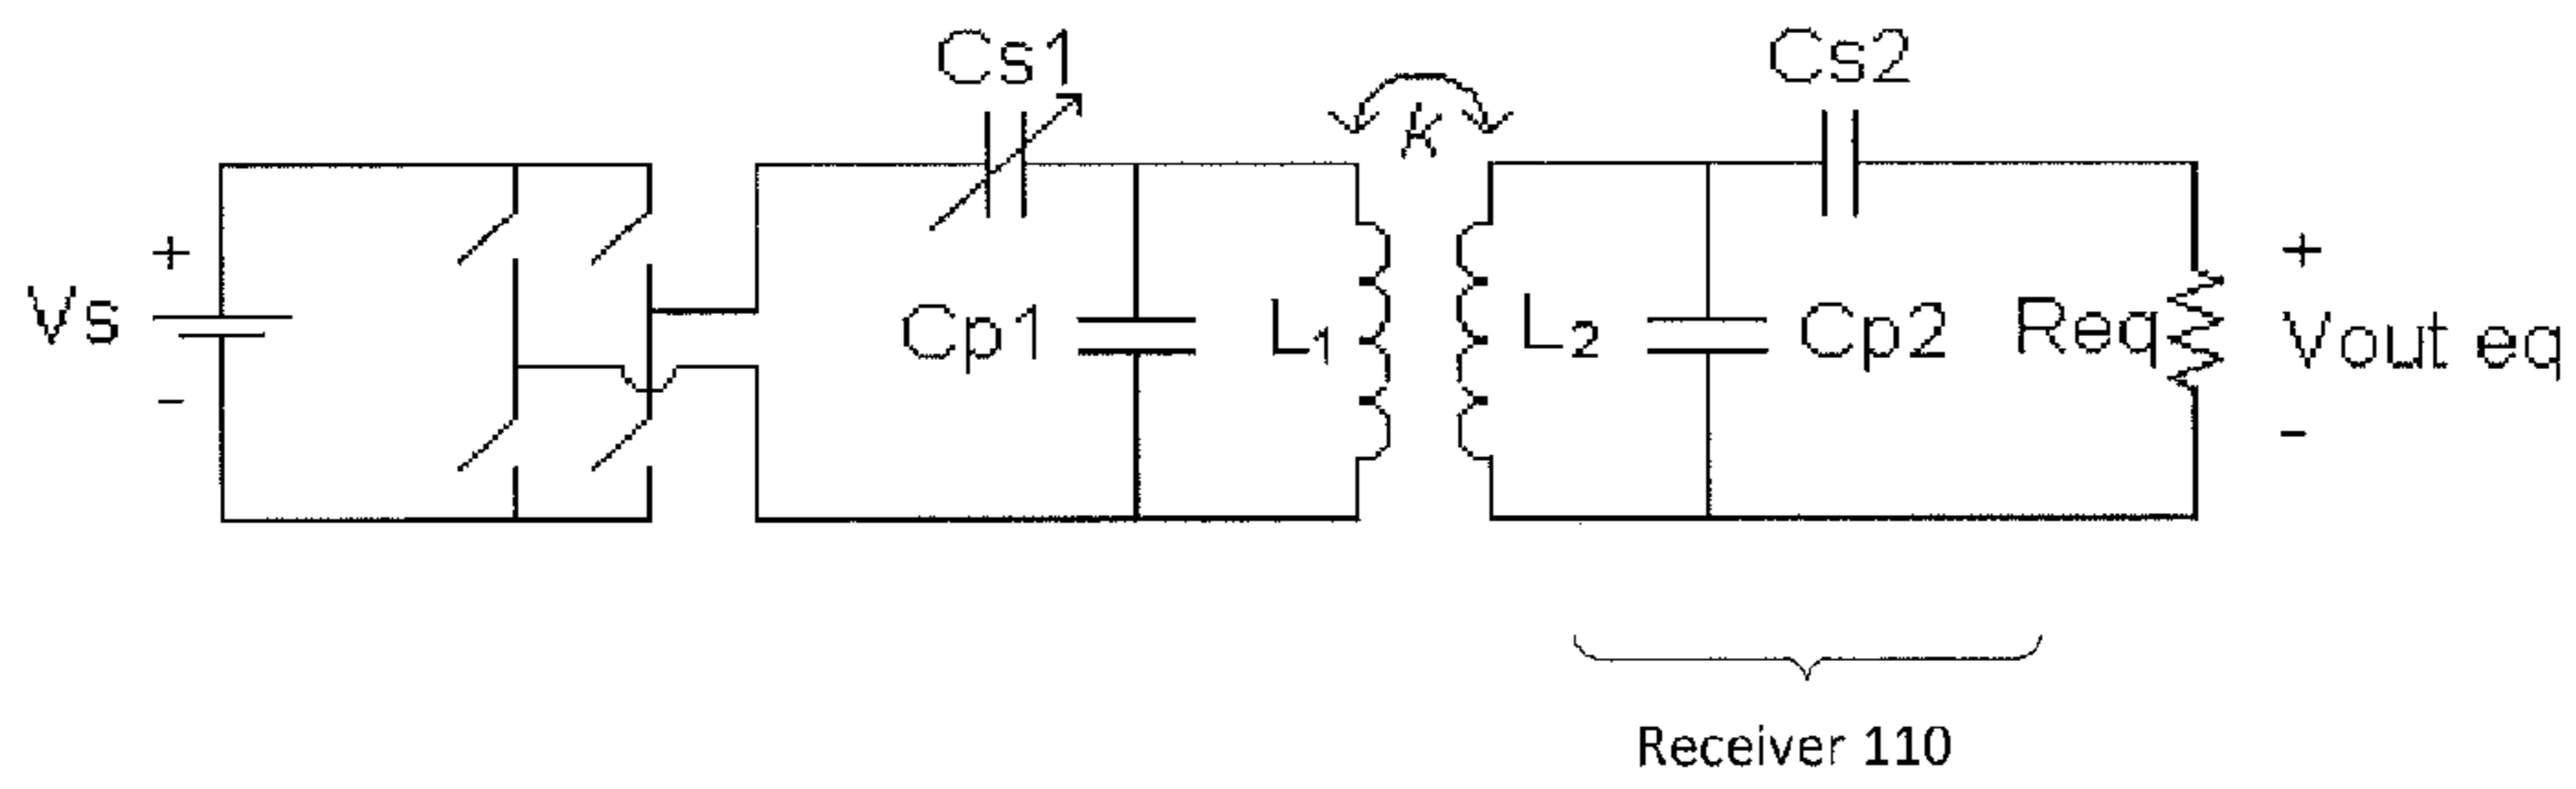 Cs1
Cs2
K
+
Vs
-
Cp1
L1
L2
Cp2
Req
+
Vout eq
-
Receiver 110